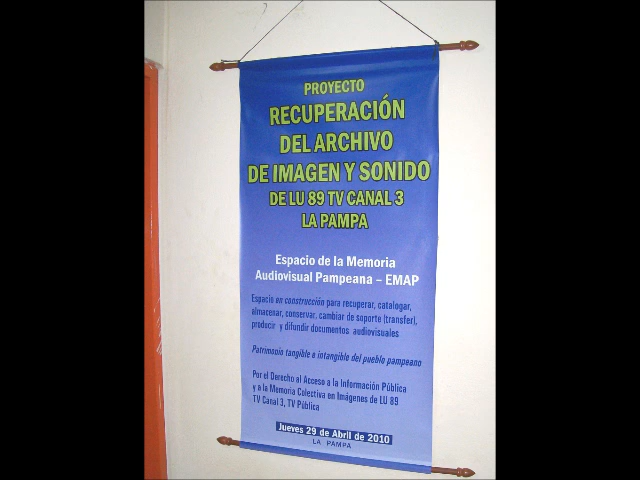 PROYECTO
RECUPERACIÓN
DEL ARCHIVO
DE IMAGEN Y SONIDO
DE LU 89 TV CANAL 3
LA PAMPA
Espacio de la Memoria
Audiovisual Pampeana – EMAP
Espacio en construcción para recuperar, catalogar,
almacenar, conservar, cambiar de soporte (transfer),
producir y difundir documentos audiovisuales
Patrimonio tangible e intangible del pueblo pampeano
Por el Derecho al Acceso a la Información Pública
y a la Memoria Colectiva en Imágenes de LU 89
TV Canal 3, TV Pública
Jueves 29 de Abril de 2010
LA PAMPA